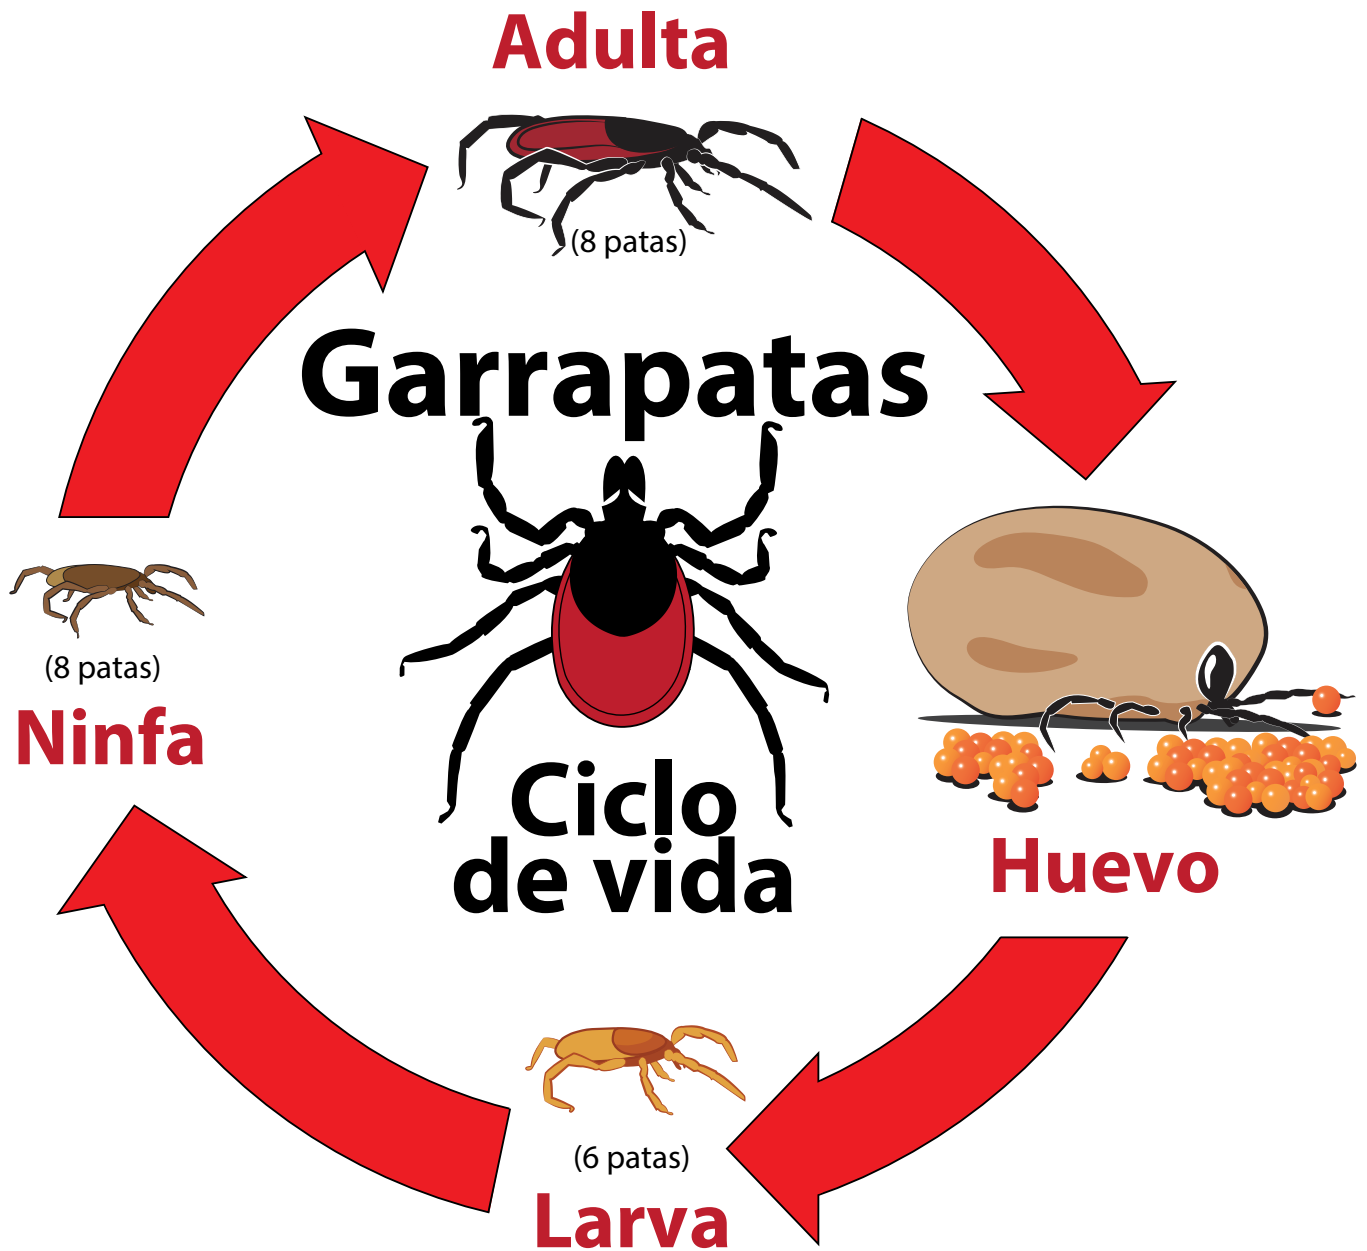 Adulta
(8 patas)
Garrapatas
Ciclo
de vida
(8 patas)
Ninfa
Huevo
(6 patas)
Larva